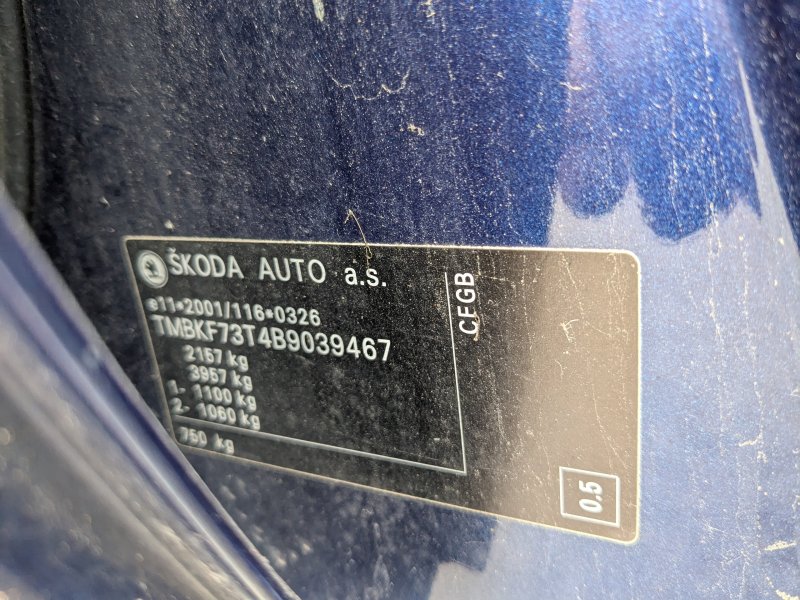 ŠKODA AUTO a.s.
e11*2001/116*0326
TMBKF73T4B9039467
2157 kg
3957 kg
1- 1100 kg
2- 1060 kg
750 kg
CFGB
0.5